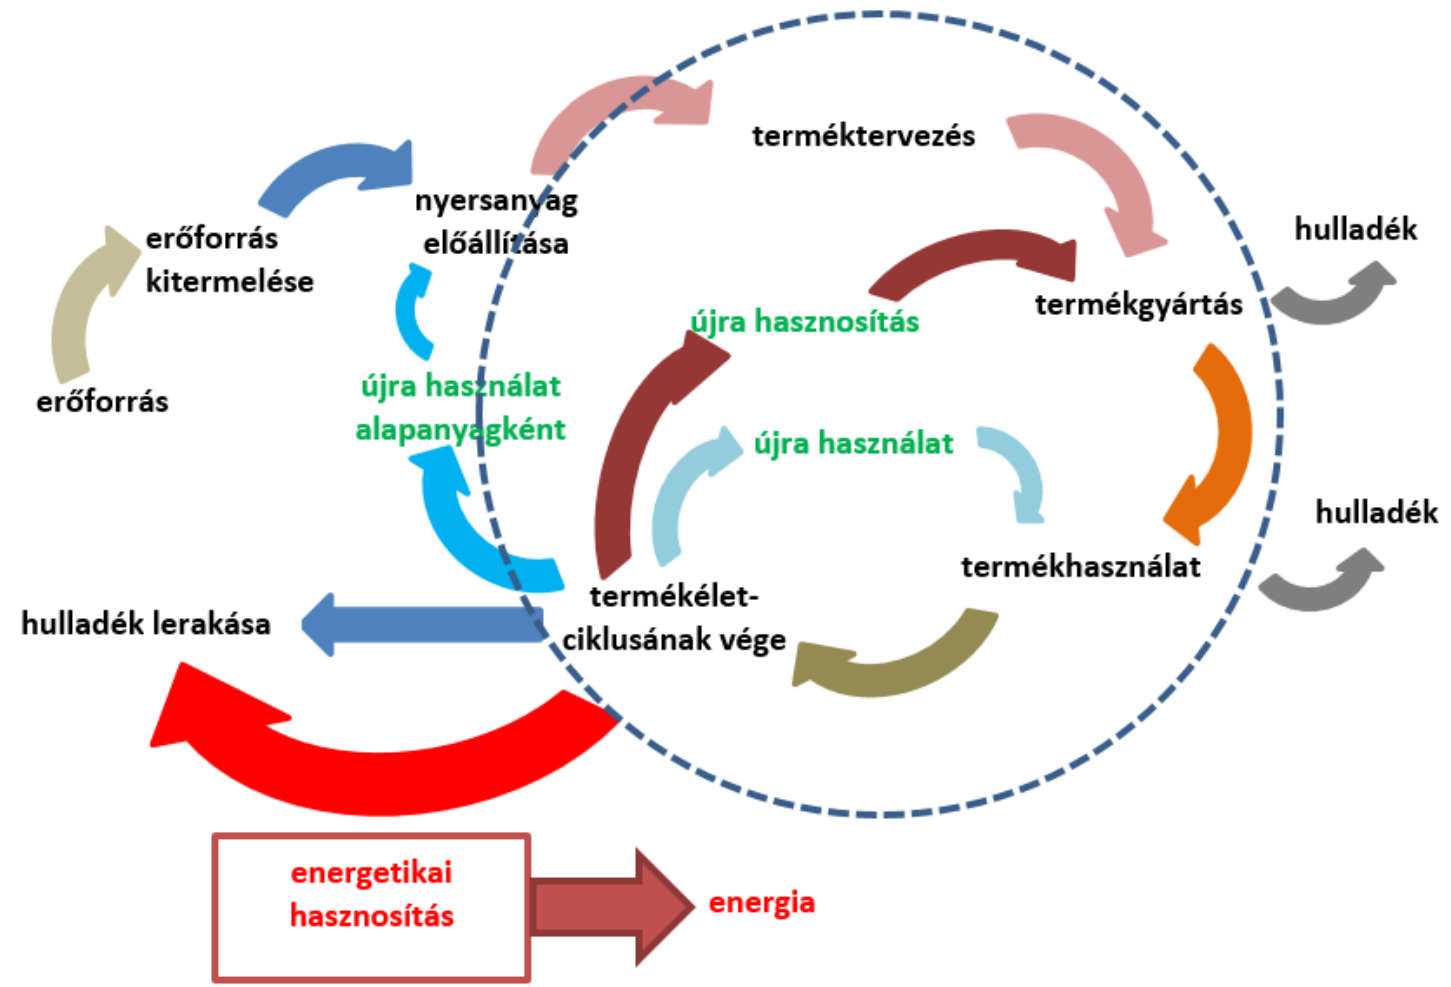 terméktervezés
nyersanyag
előállítása
erőforrás
kitermelése
hulladék
termékgyártás
újra hasznosítás
erőforrás
újra használat
alapanyagként
újra használat
hulladék
termékhasználat
termékélet-
ciklusának vége
hulladék lerakása
energetikai
hasznosítás
energia